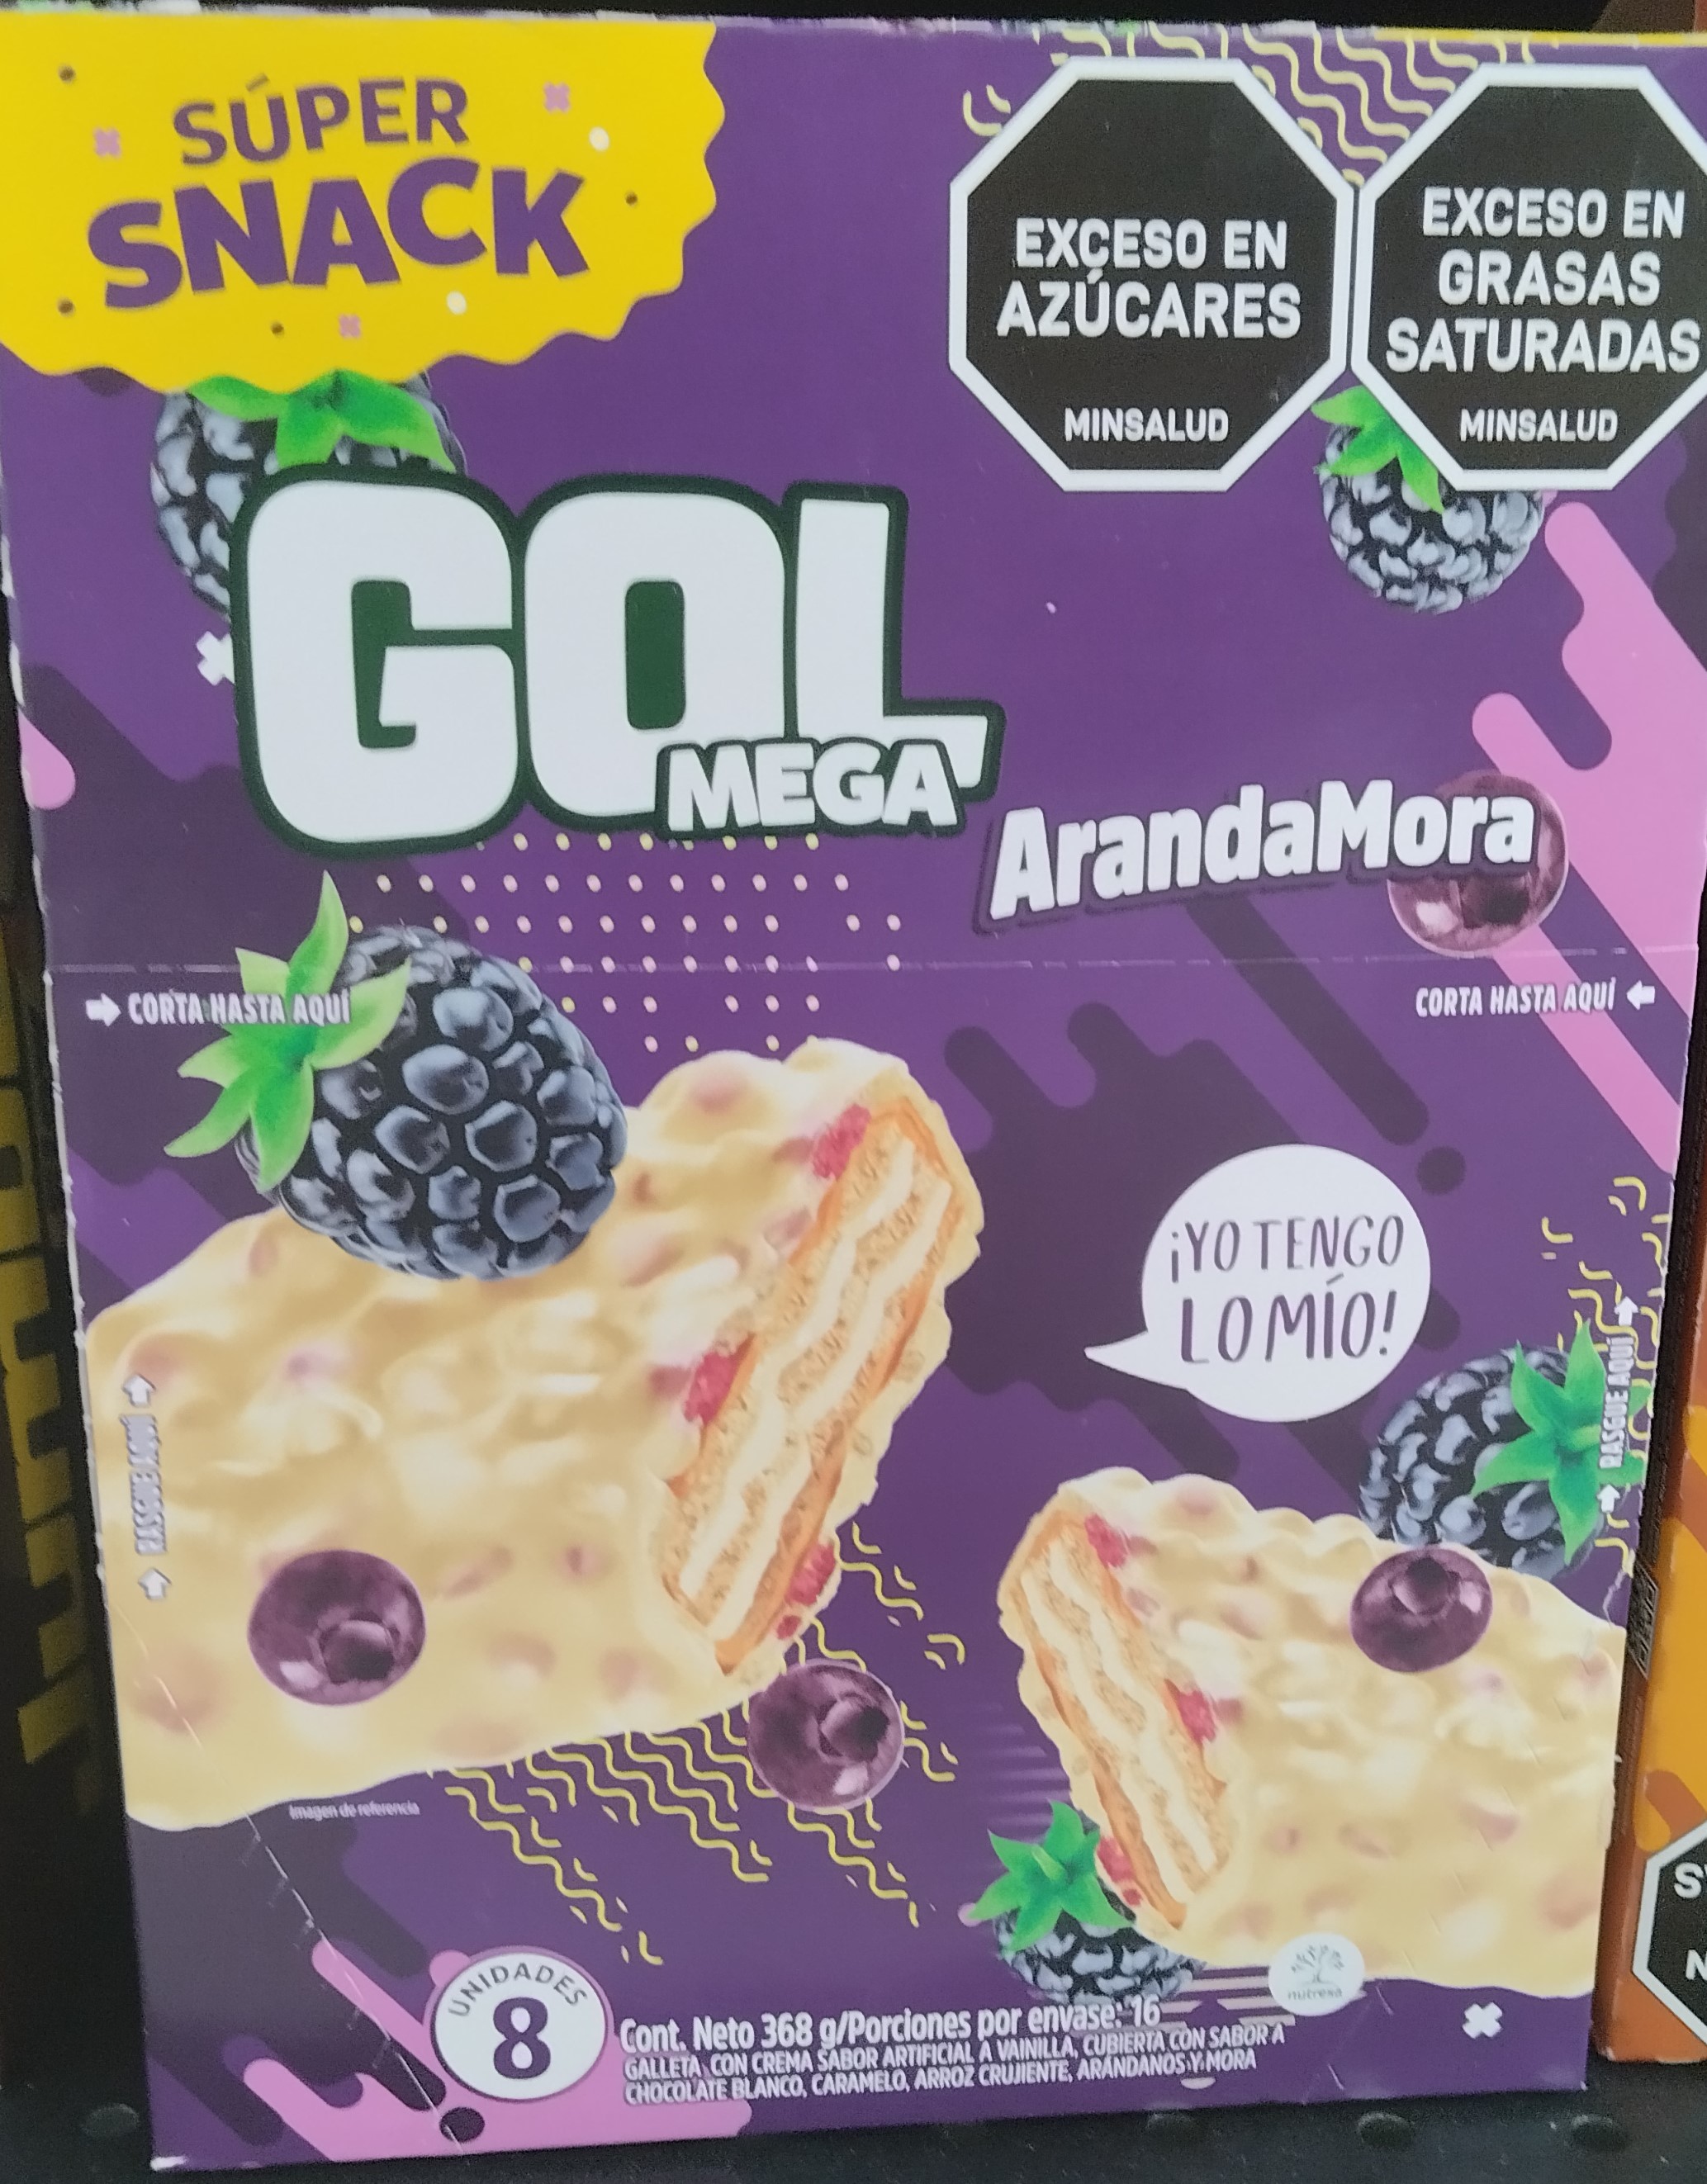 SÚPER
SNACK
EXCESO EN
AZÚCARES
MINSALUD
EXCESO EN
GRASAS
SATURADAS
MINSALUD
GOL
MEGA
ArandaMora
CORTA HASTA AQUÍ
CORTA HASTA AQUÍ
¡YO TENGO
LO MÍO!
RASGUE AQUÍ
RASGUE AQUÍ
Imagen de referencia
UNIDADES
8
nutresa
Cont. Neto 368 g/Porciones por envase: 16
GALLETA, CON CREMA SABOR ARTIFICIAL A VAINILLA, CUBIERTA CON SABOR A
CHOCOLATE BLANCO, CARAMELO, ARROZ CRUJIENTE, ARÁNDANOS Y MORA